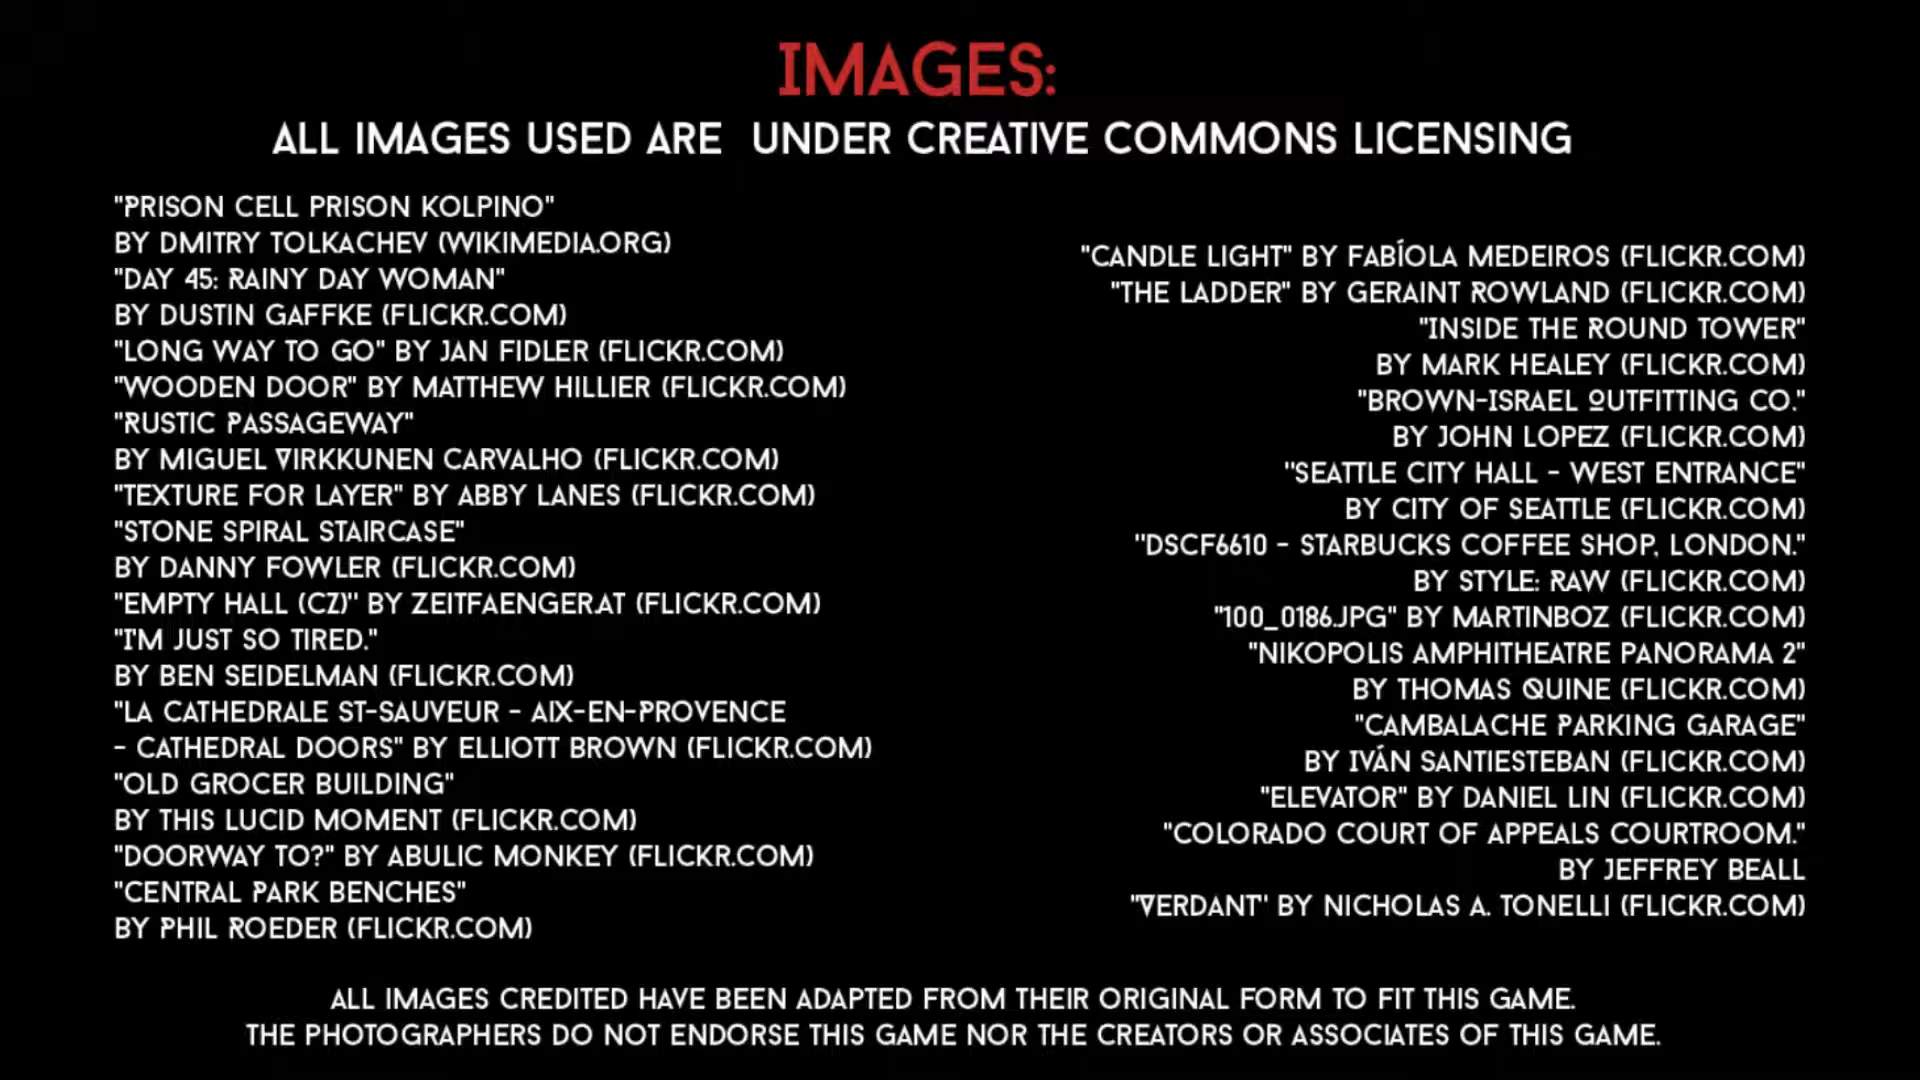 IMAGES:
ALL IMAGES USED ARE UNDER CREATIVE COMMONS LICENSING
"PRISON CELL PRISON KOLPINO"
BY DMITRY TOLKACHEV (WIKIMEDIA.ORG)
"DAY 45: RAINY DAY WOMAN"
BY DUSTIN GAFFKE (FLICKR.COM)
"LONG WAY TO GO" BY JAN FIDLER (FLICKR.COM)
"WOODEN DOOR" BY MATTHEW HILLIER (FLICKR.COM)
"RUSTIC PASSAGEWAY"
BY MIGUEL VIRKKUNEN CARVALHO (FLICKR.COM)
"TEXTURE FOR LAYER" BY ABBY LANES (FLICKR.COM)
"STONE SPIRAL STAIRCASE"
BY DANNY FOWLER (FLICKR.COM)
"EMPTY HALL (CZ)" BY ZEITFAENGER.AT (FLICKR.COM)
"I'M JUST SO TIRED."
BY BEN SEIDELMAN (FLICKR.COM)
"LA CATHEDRALE ST-SAUVEUR - AIX-EN-PROVENCE
- CATHEDRAL DOORS" BY ELLIOTT BROWN (FLICKR.COM)
"OLD GROCER BUILDING"
BY THIS LUCID MOMENT (FLICKR.COM)
"DOORWAY TO?" BY ABULIC MONKEY (FLICKR.COM)
"CENTRAL PARK BENCHES"
BY PHIL ROEDER (FLICKR.COM)
"CANDLE LIGHT" BY FABÍOLA MEDEIROS (FLICKR.COM)
"THE LADDER" BY GERAINT ROWLAND (FLICKR.COM)
"INSIDE THE ROUND TOWER"
BY MARK HEALEY (FLICKR.COM)
"BROWN-ISRAEL OUTFITTING CO."
BY JOHN LOPEZ (FLICKR.COM)
"SEATTLE CITY HALL - WEST ENTRANCE"
BY CITY OF SEATTLE (FLICKR.COM)
"DSCF6610 - STARBUCKS COFFEE SHOP, LONDON."
BY STYLE: RAW (FLICKR.COM)
"100_0186.JPG" BY MARTINBOZ (FLICKR.COM)
"NIKOPOLIS AMPHITHEATRE PANORAMA 2"
BY THOMAS QUINE (FLICKR.COM)
"CAMBALACHE PARKING GARAGE"
BY IVÁN SANTIESTEBAN (FLICKR.COM)
"ELEVATOR" BY DANIEL LIN (FLICKR.COM)
"COLORADO COURT OF APPEALS COURTROOM."
BY JEFFREY BEALL
"VERDANT' BY NICHOLAS A. TONELLI (FLICKR.COM)
ALL IMAGES CREDITED HAVE BEEN ADAPTED FROM THEIR ORIGINAL FORM TO FIT THIS GAME.
THE PHOTOGRAPHERS DO NOT ENDORSE THIS GAME NOR THE CREATORS OR ASSOCIATES OF THIS GAME.